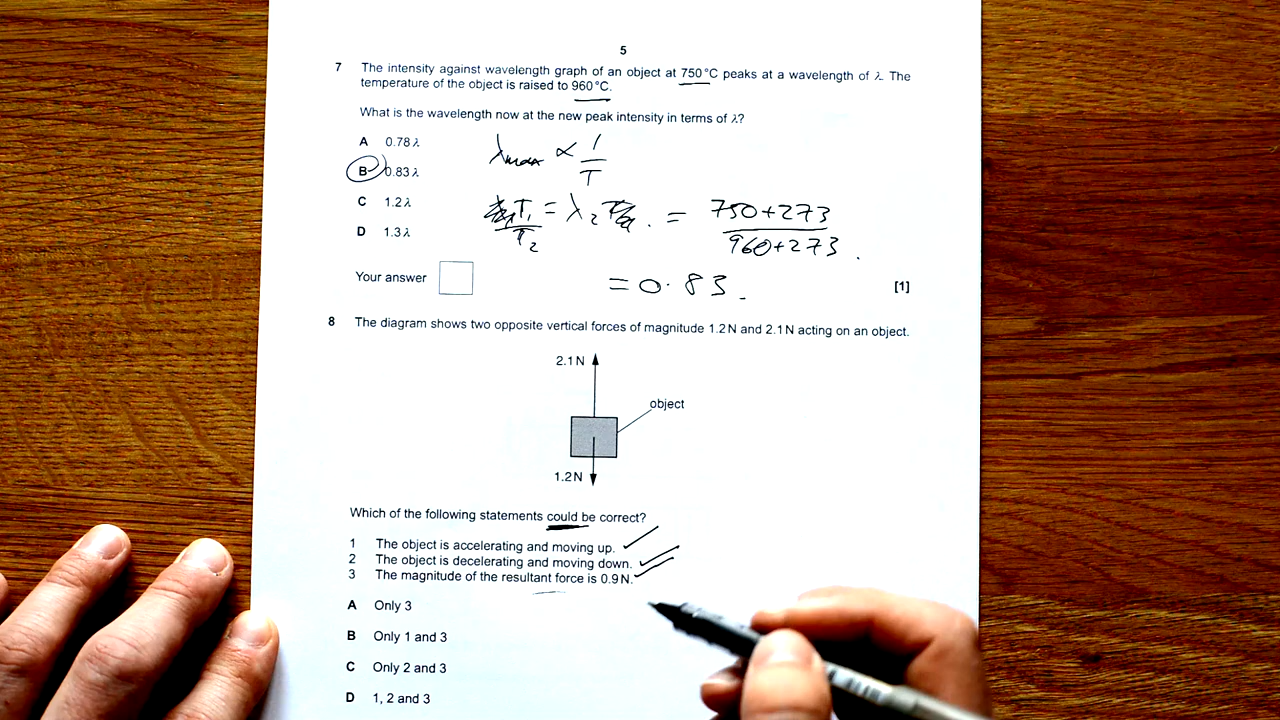 5
7 The intensity against wavelength graph of an object at 750 °C peaks at a wavelength of λ. The
temperature of the object is raised to 960 °C.
What is the wavelength now at the new peak intensity in terms of λ?
A 0.78 λ
B 0.83 λ
C 1.2 λ
D 1.3 λ
λmax ∝ 1/T
T₁/T₂ = λ₂ = 750+273/960+273.
= 0.83.
Your answer [1]
8 The diagram shows two opposite vertical forces of magnitude 1.2 N and 2.1 N acting on an object.
2.1 N
object
1.2 N
Which of the following statements could be correct?
1 The object is accelerating and moving up.
2 The object is decelerating and moving down.
3 The magnitude of the resultant force is 0.9 N.
A Only 3
B Only 1 and 3
C Only 2 and 3
D 1, 2 and 3